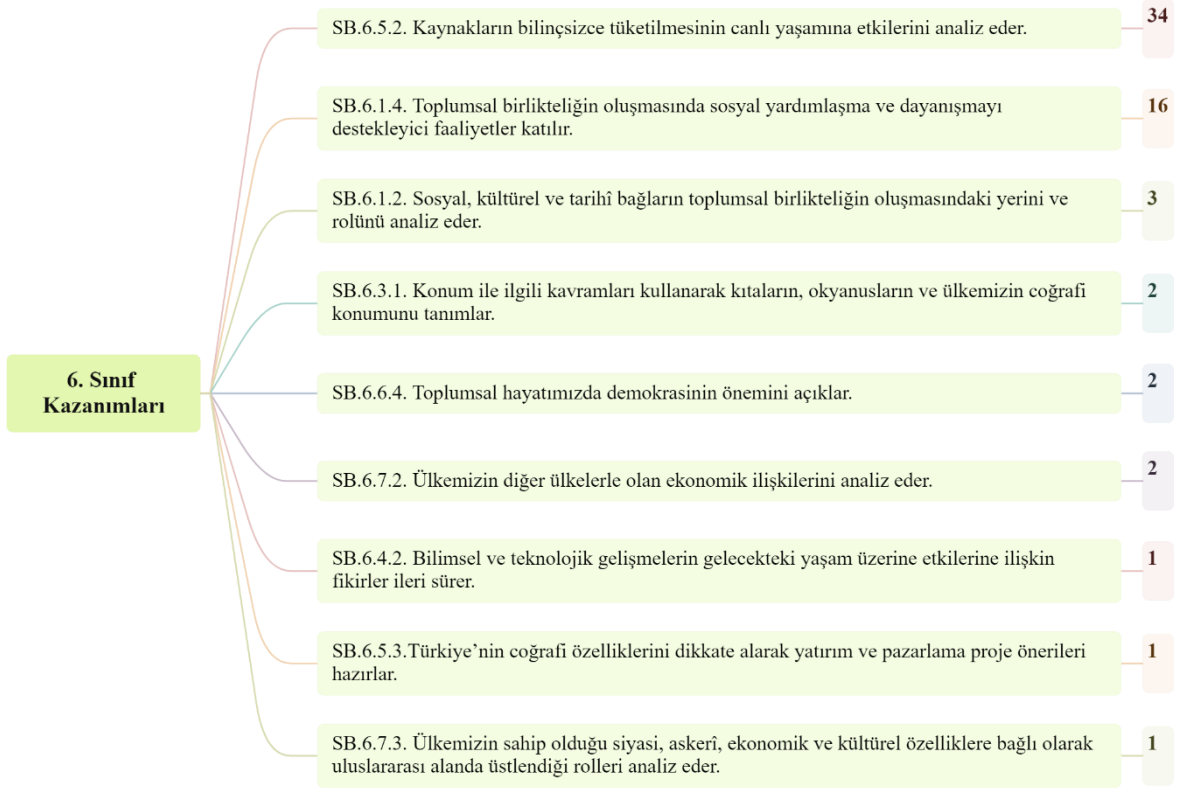 SB.6.5.2. Kaynakların bilinçsizce tüketilmesinin canlı yaşamına etkilerini analiz eder.
34
SB.6.1.4. Toplumsal birlikteliğin oluşmasında sosyal yardımlaşma ve dayanışmayı
destekleyici faaliyetler katılır.
16
SB.6.1.2. Sosyal, kültürel ve tarihî bağların toplumsal birlikteliğin oluşmasındaki yerini ve
rolünü analiz eder.
3
SB.6.3.1. Konum ile ilgili kavramları kullanarak kıtaların, okyanusların ve ülkemizin coğrafi
konumunu tanımlar.
2
6. Sınıf
Kazanımları
SB.6.6.4. Toplumsal hayatımızda demokrasinin önemini açıklar.
2
SB.6.7.2. Ülkemizin diğer ülkelerle olan ekonomik ilişkilerini analiz eder.
2
SB.6.4.2. Bilimsel ve teknolojik gelişmelerin gelecekteki yaşam üzerine etkilerine ilişkin
fikirler ileri sürer.
1
SB.6.5.3.Türkiye’nin coğrafi özelliklerini dikkate alarak yatırım ve pazarlama proje önerileri
hazırlar.
1
SB.6.7.3. Ülkemizin sahip olduğu siyasi, askerî, ekonomik ve kültürel özelliklere bağlı olarak
uluslararası alanda üstlendiği rolleri analiz eder.
1